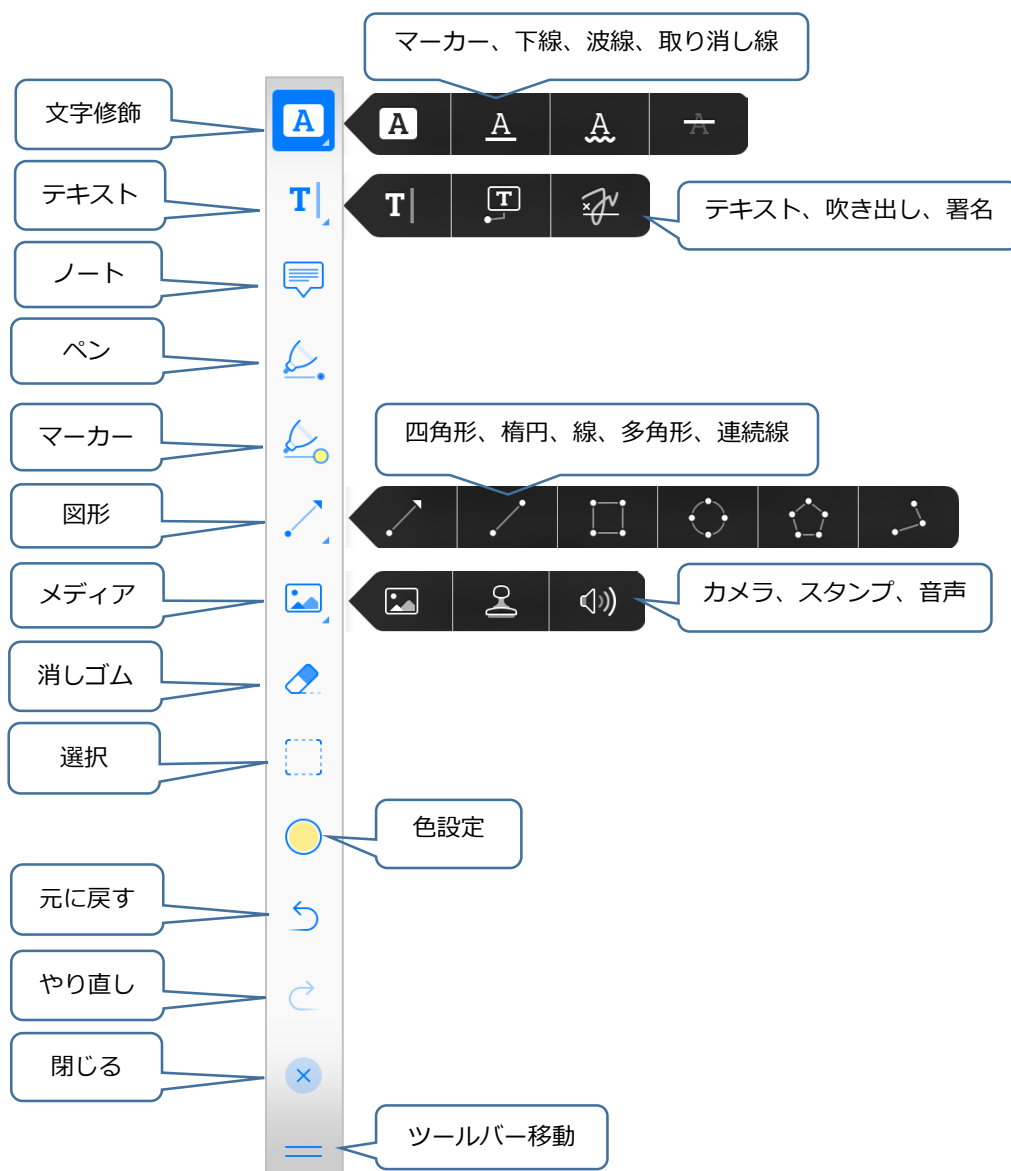 マーカー、下線、波線、取り消し線
文字修飾
A
A
A
A
A
テキスト
T
T
T
テキスト、吹き出し、署名
ノート
ペン
マーカー
四角形、楕円、線、多角形、連続線
図形
メディア
カメラ、スタンプ、音声
消しゴム
選択
色設定
元に戻す
やり直し
閉じる
ツールバー移動